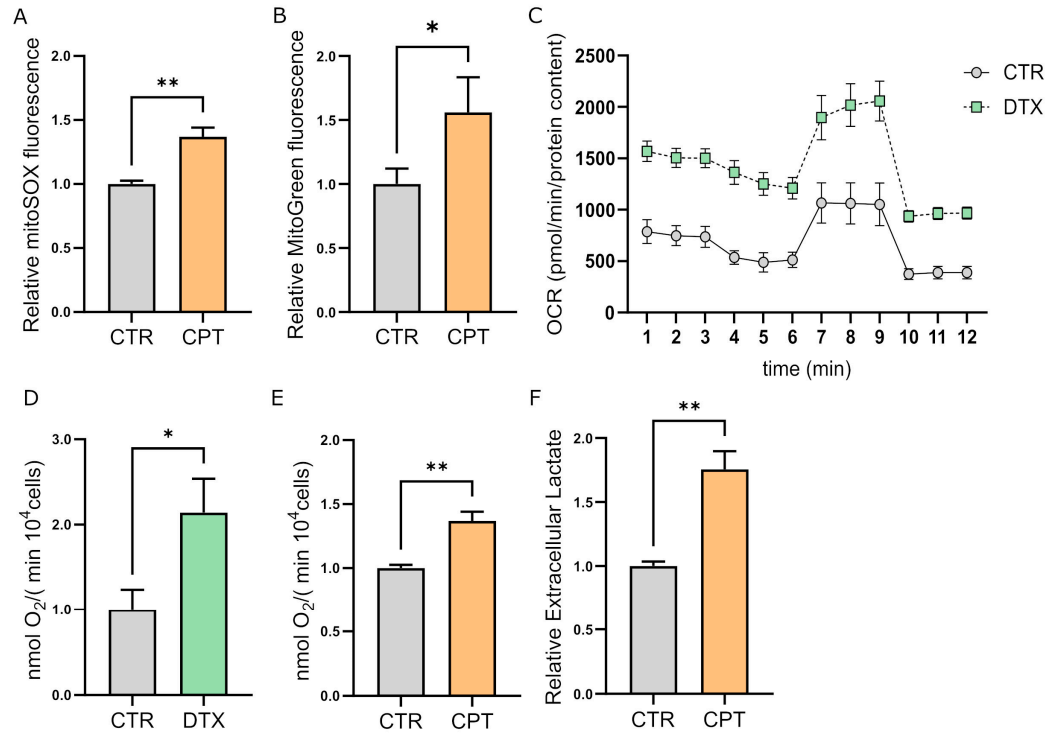 A
Relative mitoSOX fluorescence
2.0
1.5
1.0
0.5
0.0
**
CTR
CPT
B
Relative MitoGreen fluorescence
2.0
1.5
1.0
0.5
0.0
*
CTR
CPT
C
OCR (pmol/min/protein content)
2500
2000
1500
1000
500
0
1 2 3 4 5 6 7 8 9 10 11 12
time (min)
CTR
DTX
D
nmol O₂/( min 10⁴cells)
3.0
2.0
1.0
0.0
*
CTR
DTX
E
nmol O₂/( min 10⁴cells)
2.0
1.5
1.0
0.5
0.0
**
CTR
CPT
F
Relative Extracellular Lactate
2.0
1.5
1.0
0.5
0.0
**
CTR
CPT